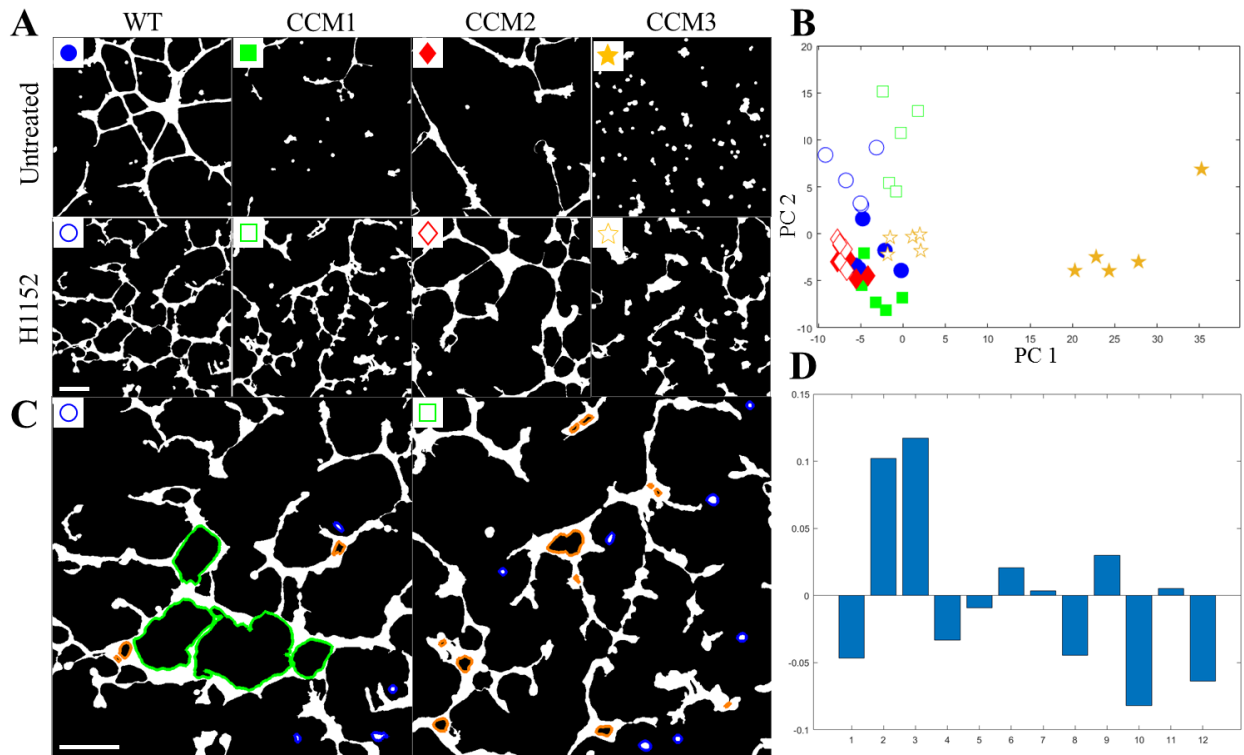 A WT CCM1 CCM2 CCM3
Untreated
H1152
B
20
15
10
5
0
-5
-10
PC 2
-10 -5 0 5 10 15 20 25 30 35
PC 1
C
D
0.15
0.1
0.05
0
-0.05
-0.1
1 2 3 4 5 6 7 8 9 10 11 12